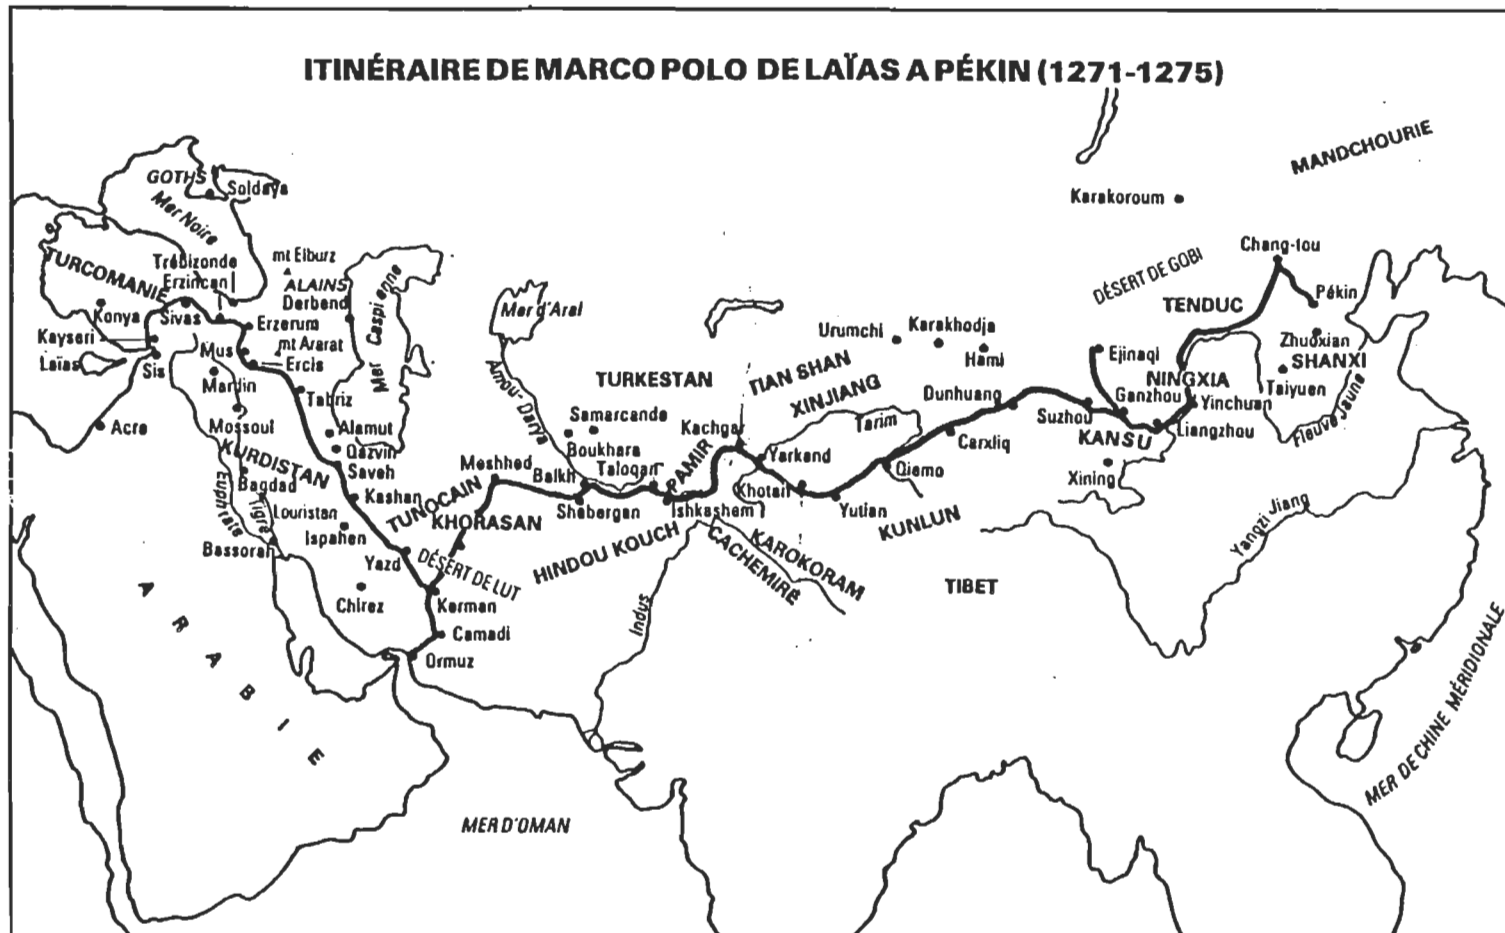 ITINÉRAIRE DE MARCO POLO DE LAÏAS A PÉKIN (1271-1275)
MANDCHOURIE
GOTHS
Soldaya
Mer Noire
Karakoroum
TURCOMANIE
Trébizonde
Erzincan
mt Elburz
ALAINS
Derbend
Mer Caspienne
Mer d'Aral
Chang-tou
DÉSERT DE GOBI
TENDUC
Pékin
Konya
Sivas
Erzerum
Kayseri
Laïas
Sis
Mus
mt Ararat
Ercis
Mardin
Tabriz
Urumchi
Karakhodja
Hami
Ejinaqi
Zhuoxian
SHANXI
Taiyuen
TURKESTAN
TIAN SHAN
XINJIANG
Dunhuang
NINGXIA
Amou-Darya
Samarcande
Boukhara
Kachgar
Tarim
Suzhou
Ganzhou
Yinchuan
Fleuve Jaune
Acre
Mossoul
Alamut
Qazvin
Saveh
KURDISTAN
Carxliq
KANSU
Liangzhou
Meshhed
Balkh
Taloqan
PAMIR
Yarkand
Qiemo
Xining
Bagdad
Kashan
TUNOCAIN
KHORASAN
Shebergan
Ishkashem
Khotan
Yutian
KUNLUN
Euphrate
Tigre
Louristan
Ispahen
Yangzi Jiang
Bassorah
Yazd
DÉSERT DE LUT
HINDOU KOUCH
KAROKORAM
CACHEMIRE
TIBET
Chirez
Kerman
Indus
Camadi
Ormuz
ARABIE
MER D'OMAN
MER DE CHINE MÉRIDIONALE